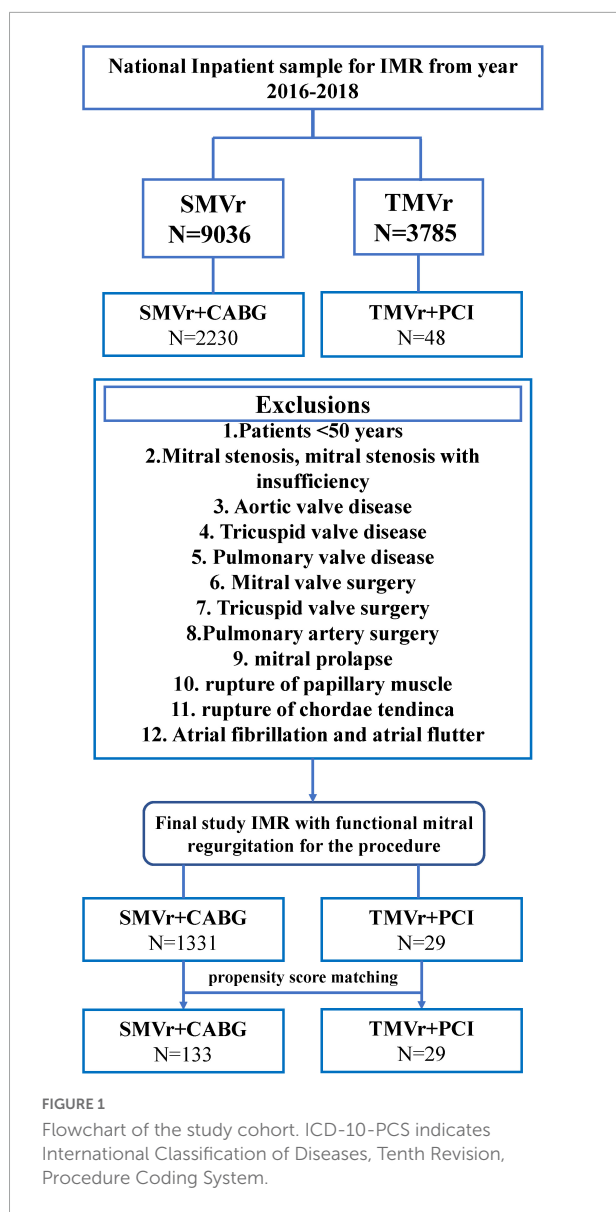 National Inpatient sample for IMR from year
2016-2018
SMVr
N=9036
TMVr
N=3785
SMVr+CABG
N=2230
TMVr+PCI
N=48
Exclusions
1.Patients <50 years
2.Mitral stenosis, mitral stenosis with
insufficiency
3. Aortic valve disease
4. Tricuspid valve disease
5. Pulmonary valve disease
6. Mitral valve surgery
7. Tricuspid valve surgery
8.Pulmonary artery surgery
9. mitral prolapse
10. rupture of papillary muscle
11. rupture of chordae tendinca
12. Atrial fibrillation and atrial flutter
Final study IMR with functional mitral
regurgitation for the procedure
SMVr+CABG
N=1331
TMVr+PCI
N=29
propensity score matching
SMVr+CABG
N=133
TMVr+PCI
N=29
FIGURE 1
Flowchart of the study cohort. ICD-10-PCS indicates
International Classification of Diseases, Tenth Revision,
Procedure Coding System.